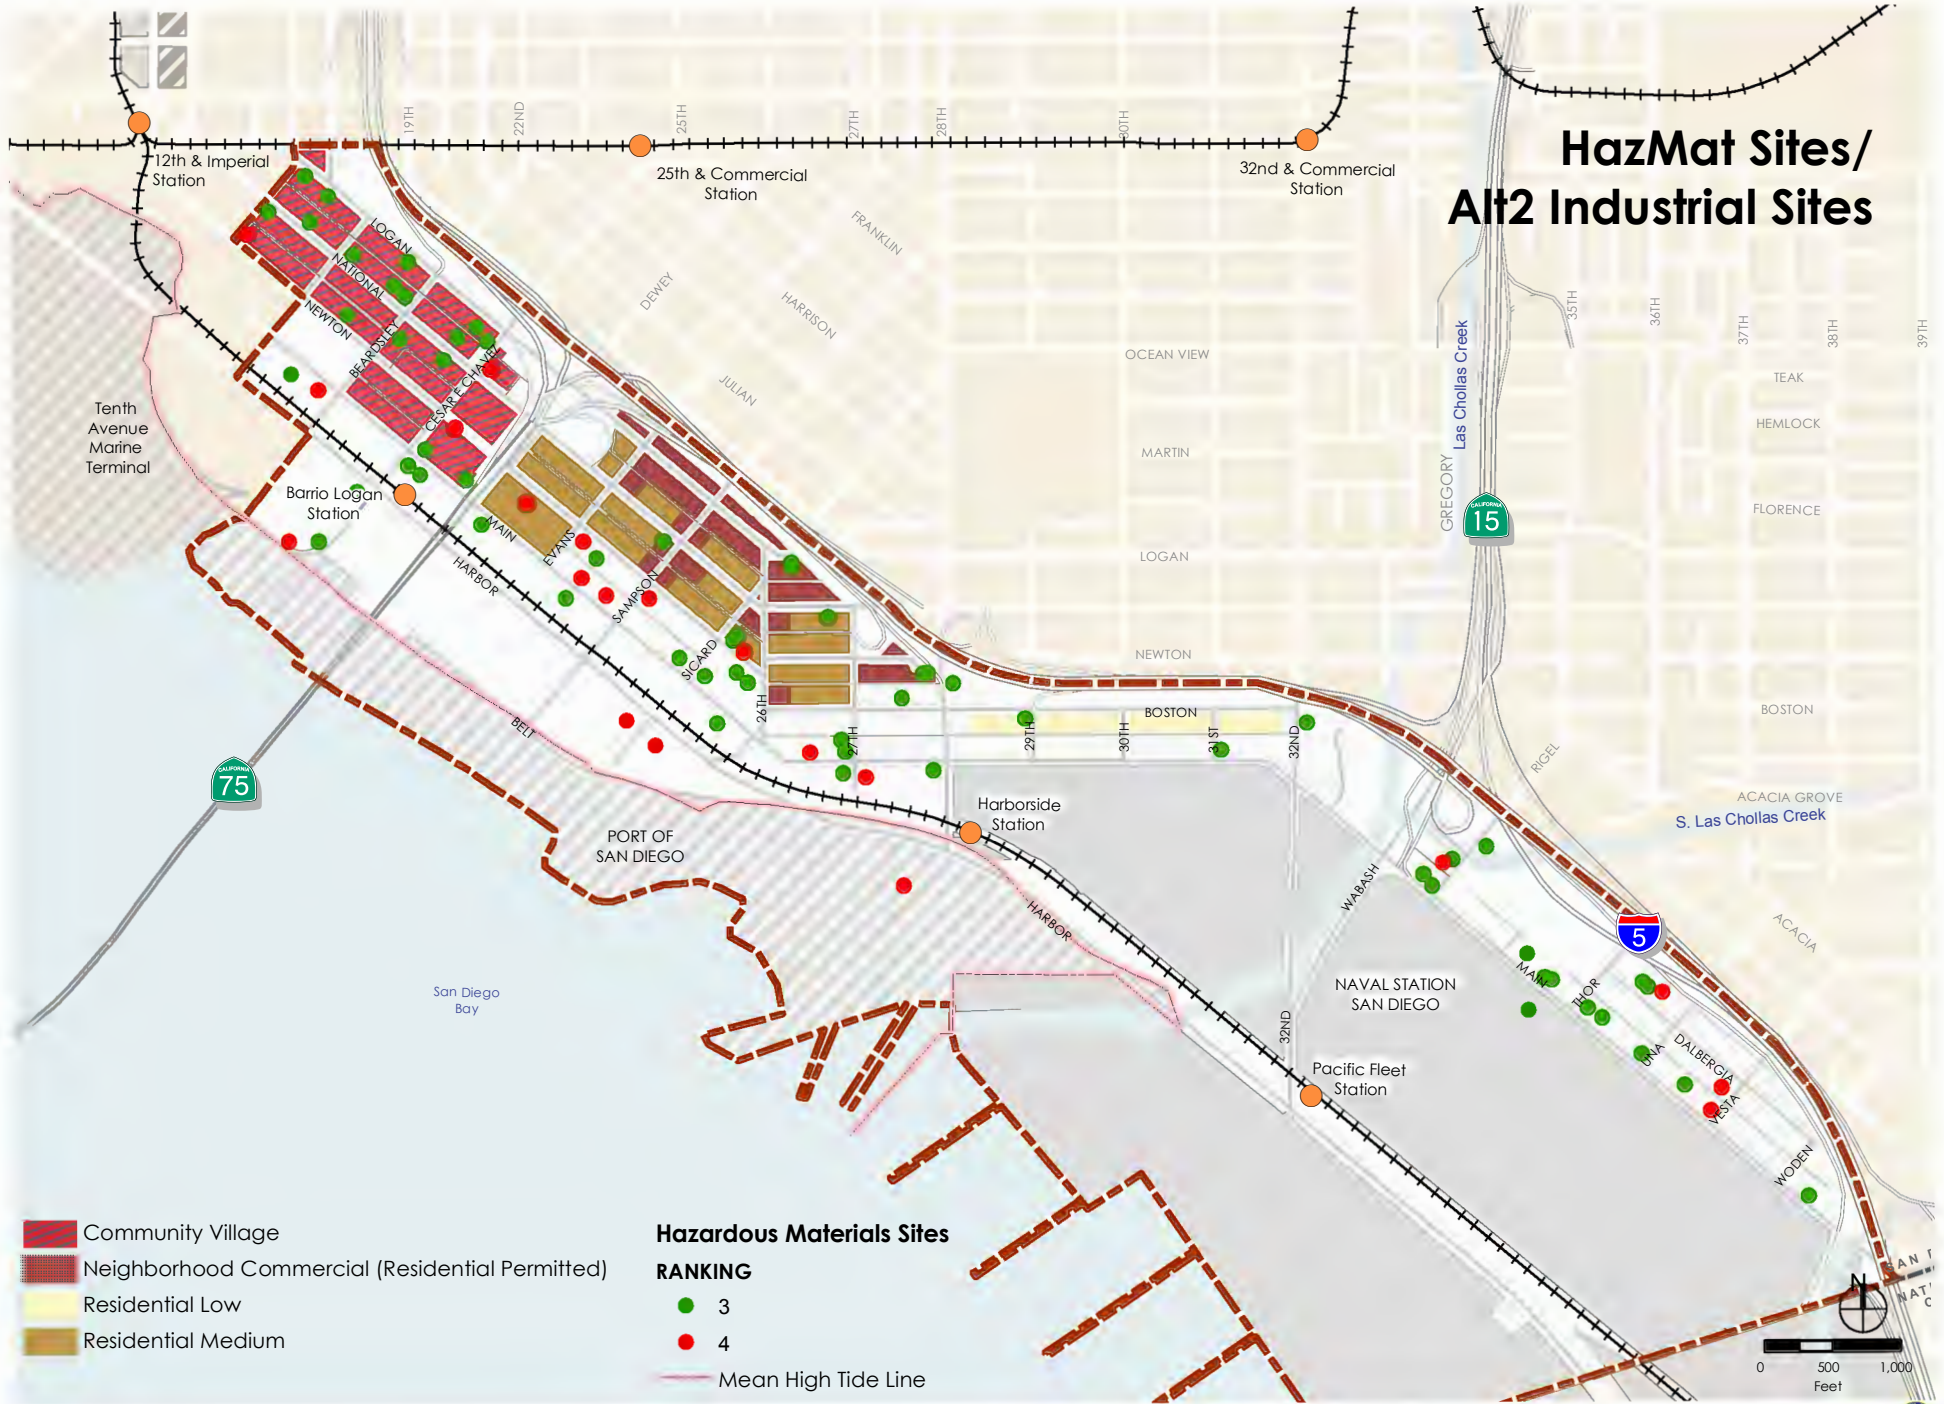 HazMat Sites/
Alt2 Industrial Sites
19TH
22ND
25TH
27TH
28TH
30TH
12th & Imperial
Station
25th & Commercial
Station
32nd & Commercial
Station
FRANKLIN
DEWEY
HARRISON
JULIAN
OCEAN VIEW
MARTIN
LOGAN
NEWTON
GREGORY
Las Chollas Creek
35TH
36TH
37TH
38TH
39TH
TEAK
HEMLOCK
FLORENCE
BOSTON
RIGEL
ACACIA GROVE
S. Las Chollas Creek
ACACIA
CALIFORNIA
15
LOGAN
NATIONAL
NEWTON
BEARDSLEY
CESAR E CHAVEZ
Tenth
Avenue
Marine
Terminal
Barrio Logan
Station
MAIN
EVANS
HARBOR
SAMPSON
SICARD
26TH
27TH
BOSTON
29TH
30TH
31ST
32ND
BELT
CALIFORNIA
75
PORT OF
SAN DIEGO
Harborside
Station
HARBOR
WABASH
5
NAVAL STATION
SAN DIEGO
MAIN
THOR
UNA
DALBERGIA
VESTA
WODEN
32ND
Pacific Fleet
Station
San Diego
Bay
Community Village
Neighborhood Commercial (Residential Permitted)
Residential Low
Residential Medium
Hazardous Materials Sites
RANKING
3
4
Mean High Tide Line
N
0 500 1,000
Feet